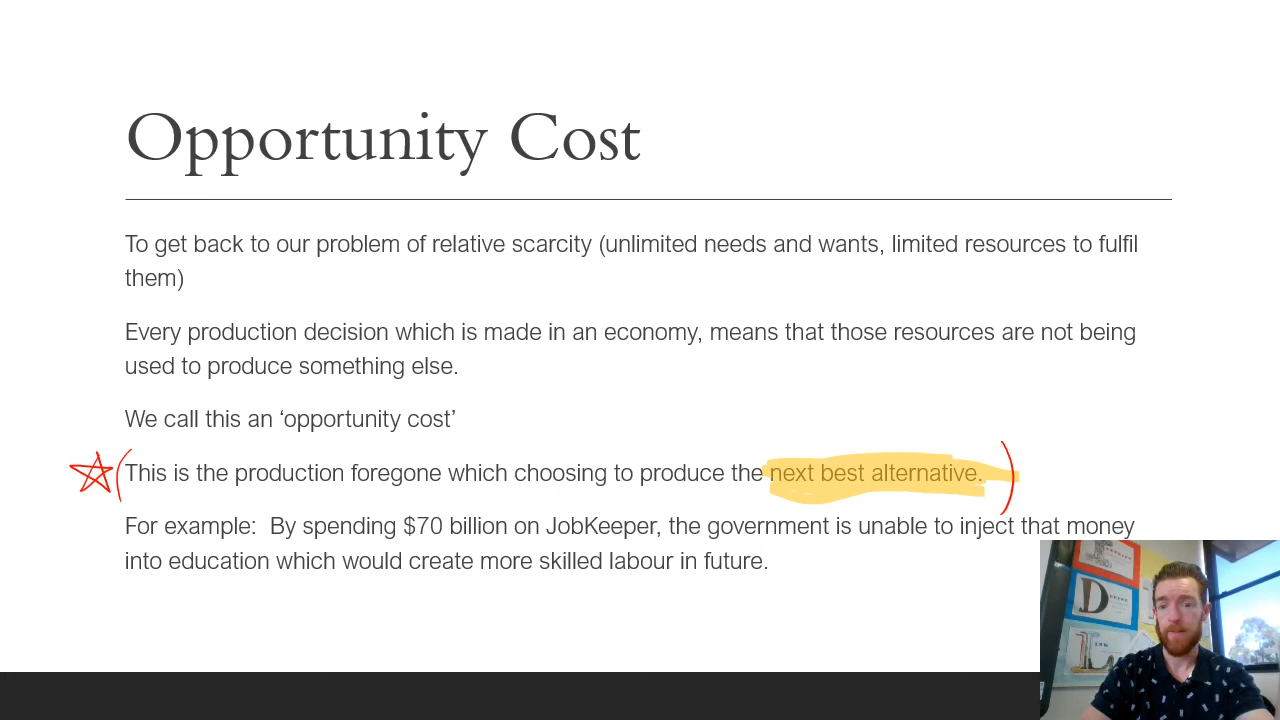 Opportunity Cost
To get back to our problem of relative scarcity (unlimited needs and wants, limited resources to fulfil
them)
Every production decision which is made in an economy, means that those resources are not being
used to produce something else.
We call this an ‘opportunity cost’
This is the production foregone which choosing to produce the next best alternative.
For example:  By spending $70 billion on JobKeeper, the government is unable to inject that money
into education which would create more skilled labour in future.